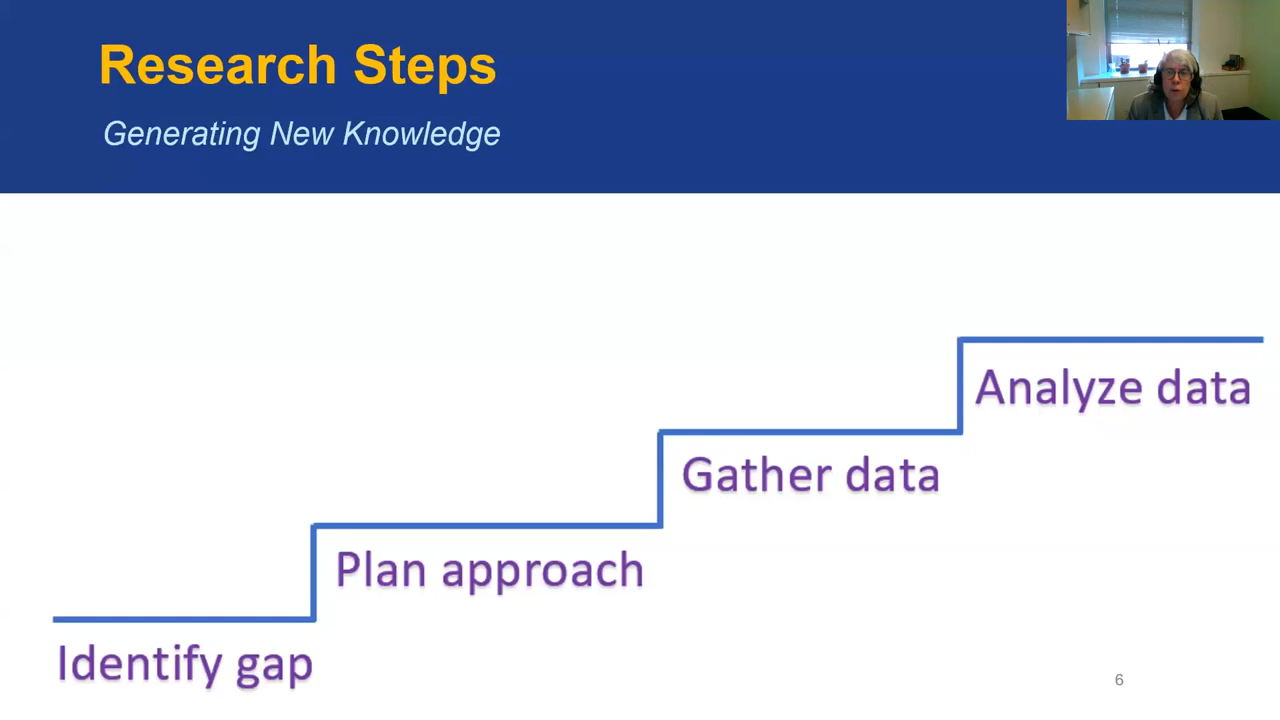 Research Steps
Generating New Knowledge
Analyze data
Gather data
Plan approach
Identify gap
6